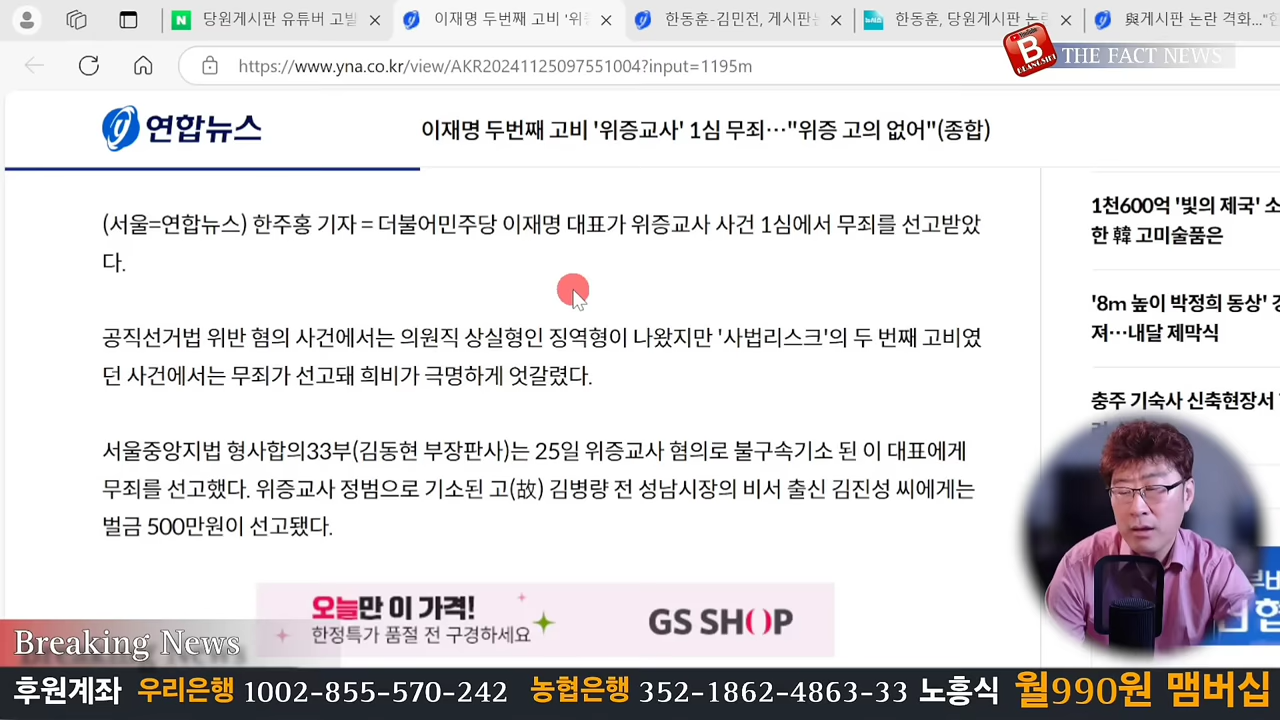 당원게시판 유튜버 고발
이재명 두번째 고비 '위
한동훈-김민전, 게시판
한동훈, 당원게시판 논
與게시판 논란 격화..."한
https://www.yna.co.kr/view/AKR20241125097551004?input=1195m
YouTube
B
BBANGSIKI
THE FACT NEWS
연합뉴스
이재명 두번째 고비 '위증교사' 1심 무죄…"위증 고의 없어"(종합)
(서울=연합뉴스) 한주홍 기자 = 더불어민주당 이재명 대표가 위증교사 사건 1심에서 무죄를 선고받았
다.
공직선거법 위반 혐의 사건에서는 의원직 상실형인 징역형이 나왔지만 '사법리스크'의 두 번째 고비였
던 사건에서는 무죄가 선고돼 희비가 극명하게 엇갈렸다.
서울중앙지법 형사합의33부(김동현 부장판사)는 25일 위증교사 혐의로 불구속기소 된 이 대표에게
무죄를 선고했다. 위증교사 정범으로 기소된 고(故) 김병량 전 성남시장의 비서 출신 김진성 씨에게는
벌금 500만원이 선고됐다.
1천600억 '빛의 제국' 소
한 韓 고미술품은
'8m 높이 박정희 동상'
져…내달 제막식
충주 기숙사 신축현장서
오늘만 이 가격!
한정특가 품절 전 구경하세요
GS SHOP
Breaking News
후원계좌 우리은행 1002-855-570-242 농협은행 352-1862-4863-33 노흥식 월990원 맴버십